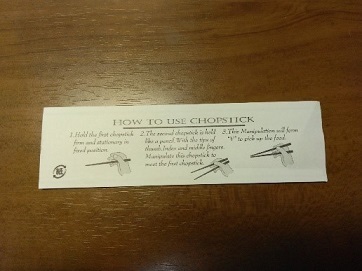 HOW TO USE CHOPSTICK
1.Hold the first chopstick
firm and stationary in
fixed position.
2.The second chopstick is held
like a pencil. With the tips of
thumb, index and middle fingers.
Manipulate this chopstick to
meet the first chopstick.
3.This Manipulation will form
"V" to pick up the food.